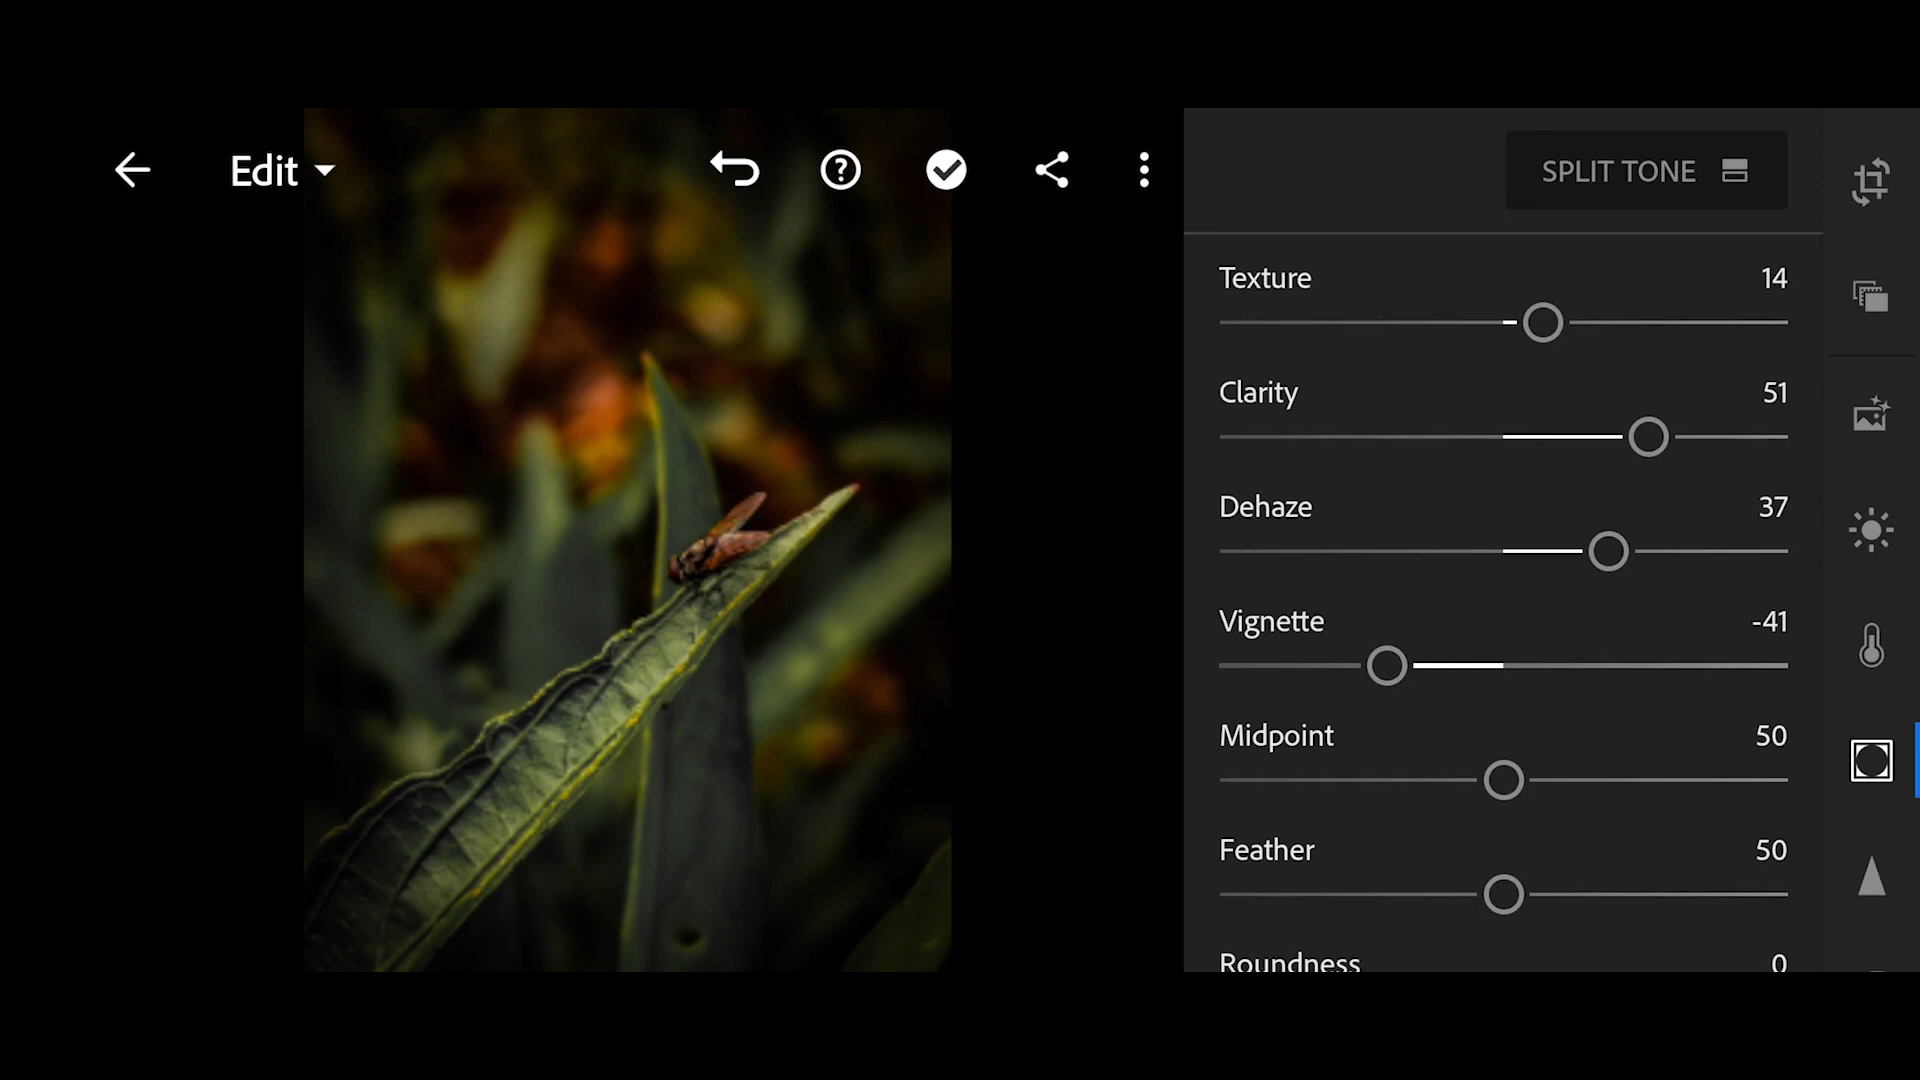 Edit
SPLIT TONE
Texture 14
Clarity 51
Dehaze 37
Vignette -41
Midpoint 50
Feather 50
Roundness 0